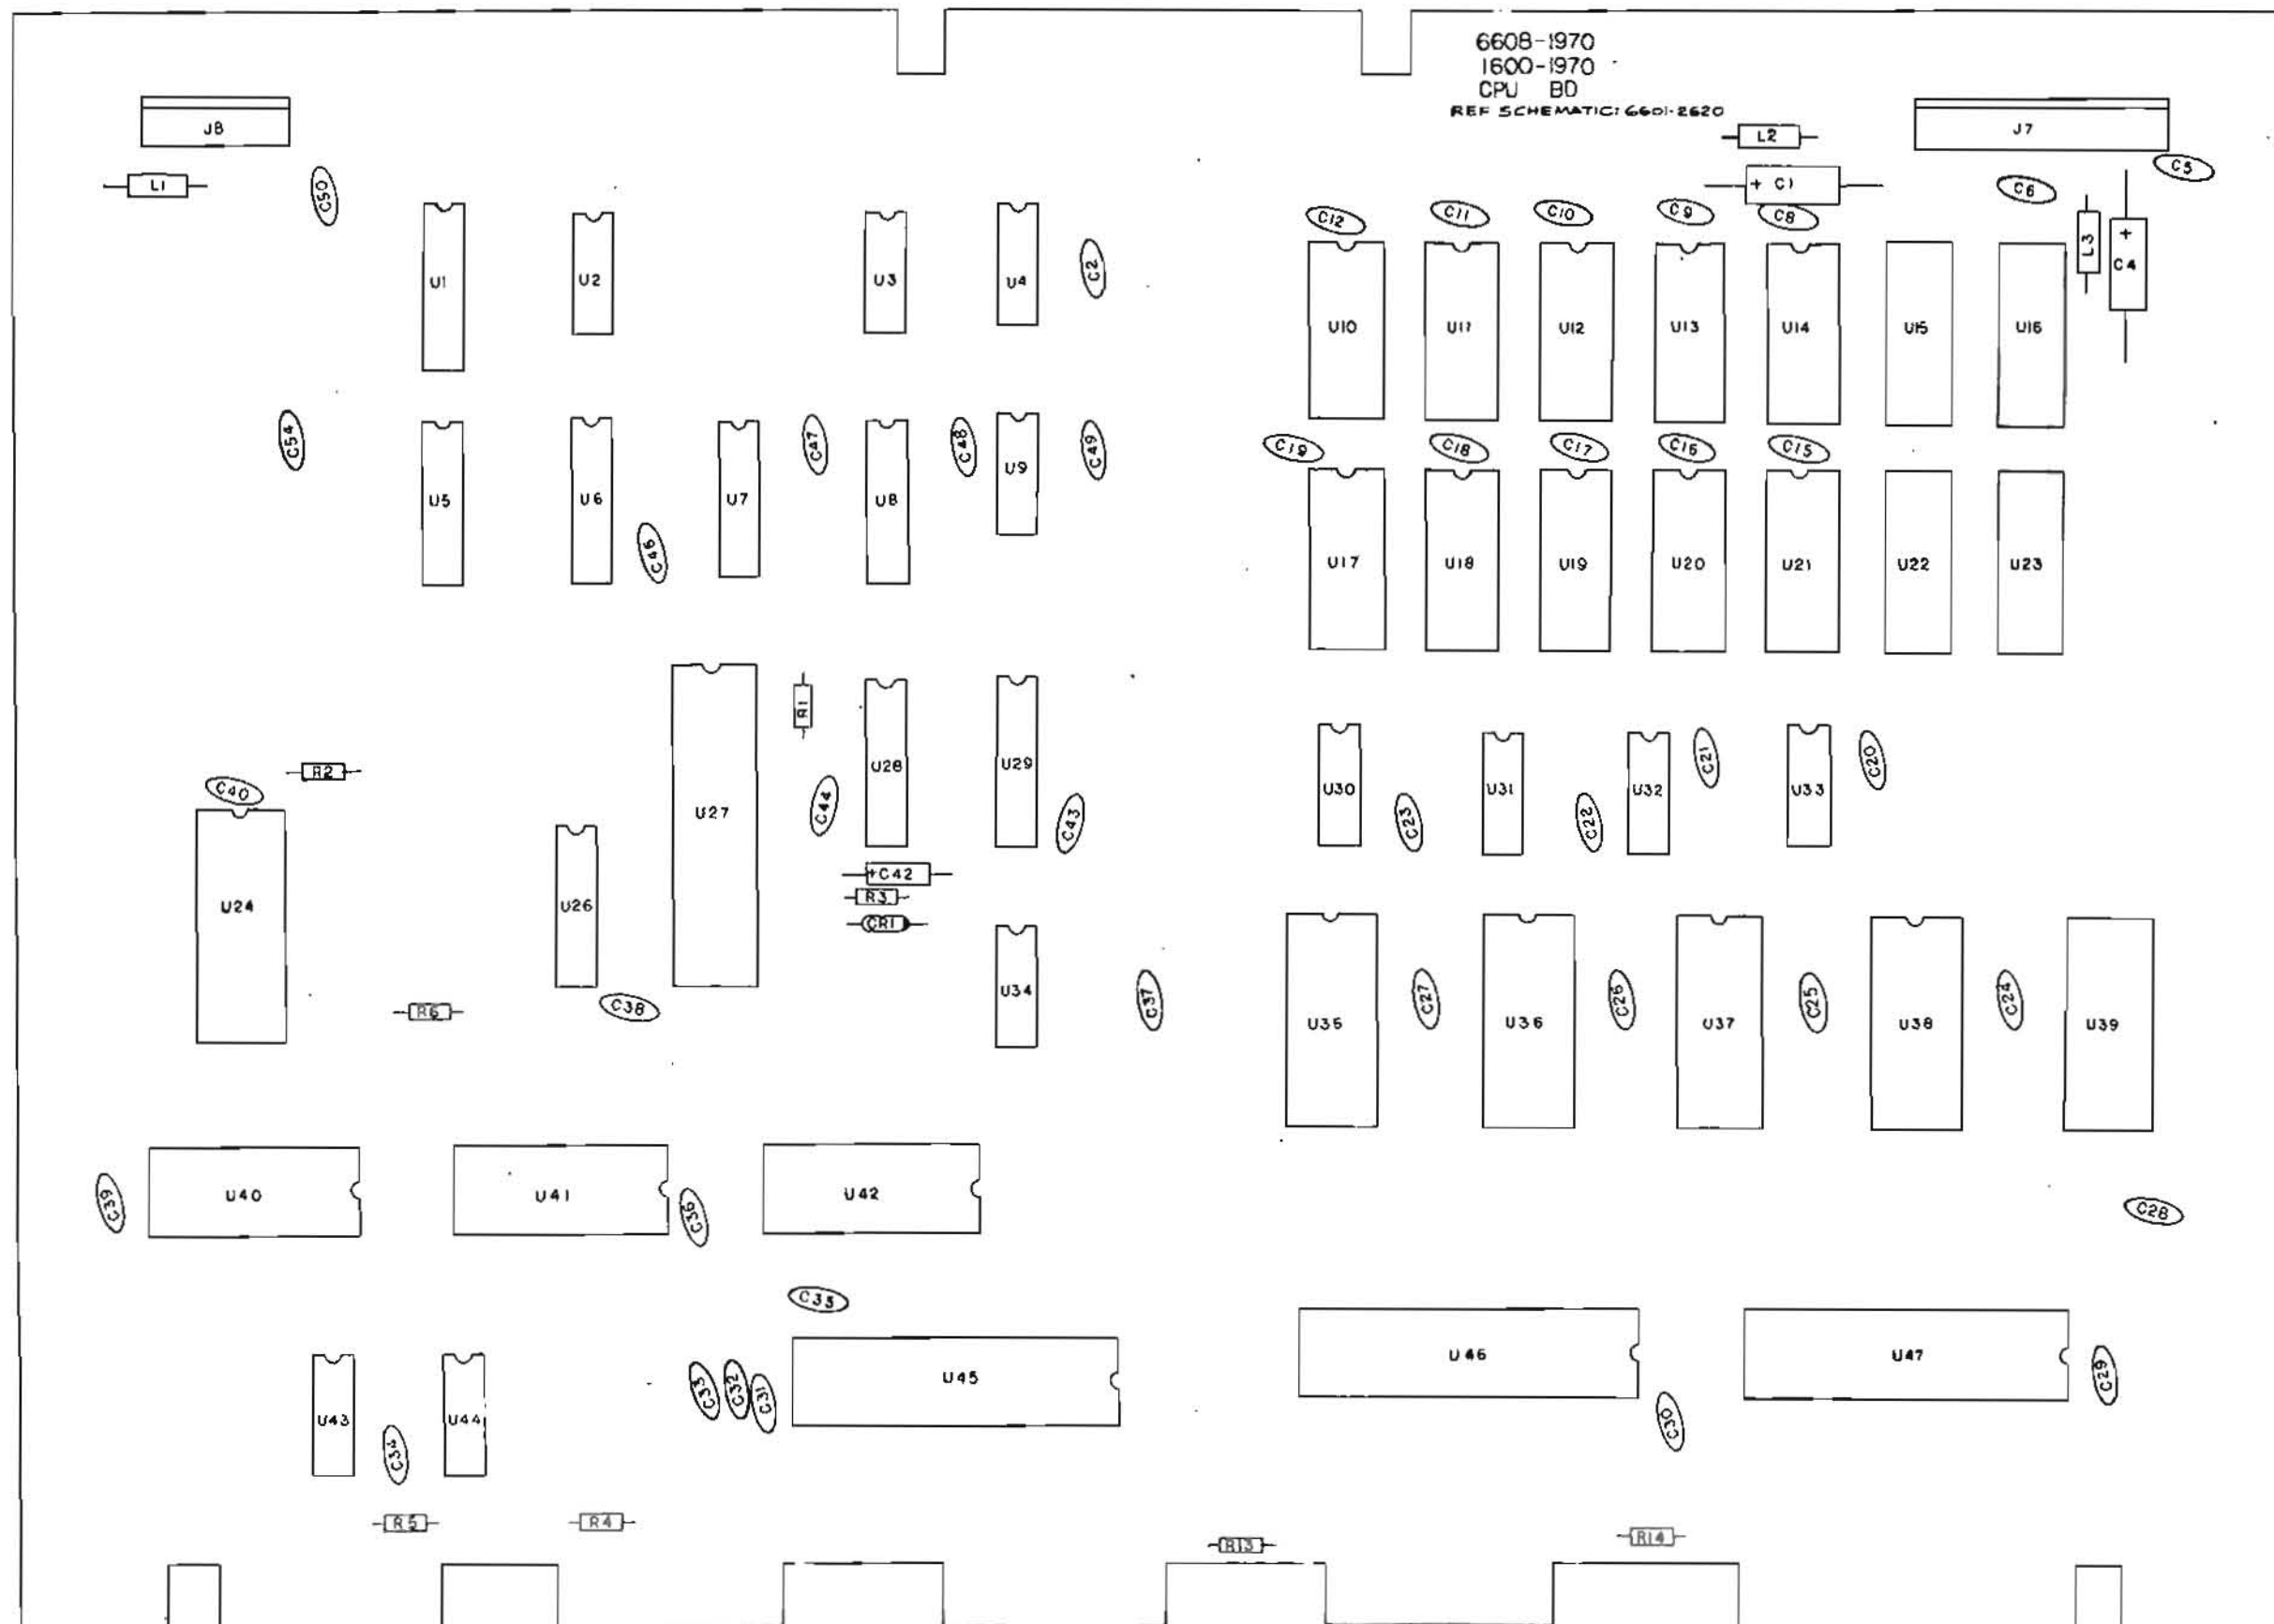 6608-1970
1600-1970
CPU BD
REF SCHEMATIC: 6601-2620
J8
J7
L2
L1
C50
+ C1
C5
C6
C12
C11
C10
C9
C8
L3
+
C4
U1
U2
U3
U4
C2
U10
U11
U12
U13
U14
U15
U16
C54
C47
C48
C49
C19
C18
C17
C16
C15
U5
U6
U7
U8
U9
C46
U17
U18
U19
U20
U21
U22
U23
R1
R2
C40
U27
C44
U28
U29
C43
U30
C23
U31
C22
U32
C21
U33
C20
+C42
R3
CR1
U24
U26
U34
C37
R6
C38
U35
C27
U36
C26
U37
C25
U38
C24
U39
C39
U40
U41
C36
U42
C28
C35
U45
U46
U47
C33
C32
C31
C30
C29
U43
C34
U44
R5
R4
R13
R14